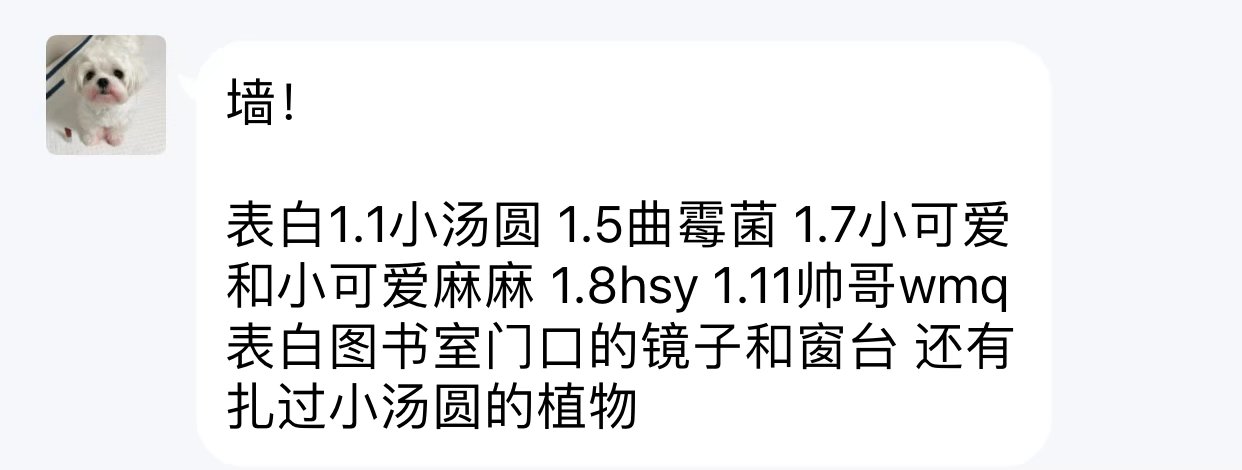 墙！
表白1.1小汤圆 1.5曲霉菌 1.7小可爱
和小可爱麻麻 1.8hsy 1.11帅哥wmq
表白图书室门口的镜子和窗台 还有
扎过小汤圆的植物